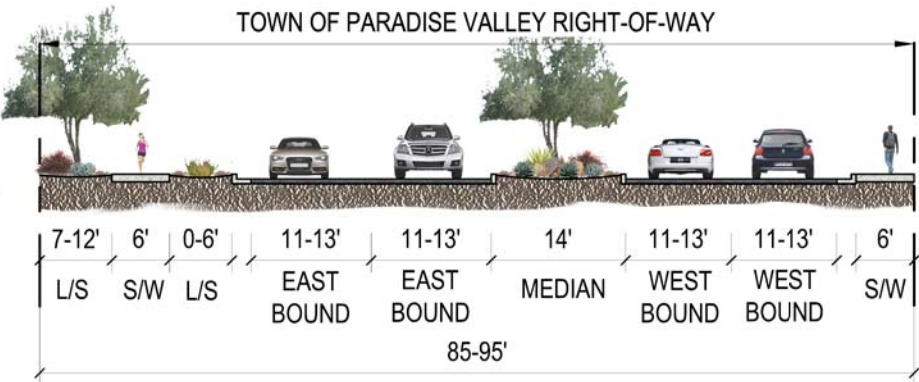 TOWN OF PARADISE VALLEY RIGHT-OF-WAY
7-12' 6' 0-6' 11-13' 11-13' 14' 11-13' 11-13' 6'
L/S S/W L/S EAST BOUND EAST BOUND MEDIAN WEST BOUND WEST BOUND S/W
85-95'